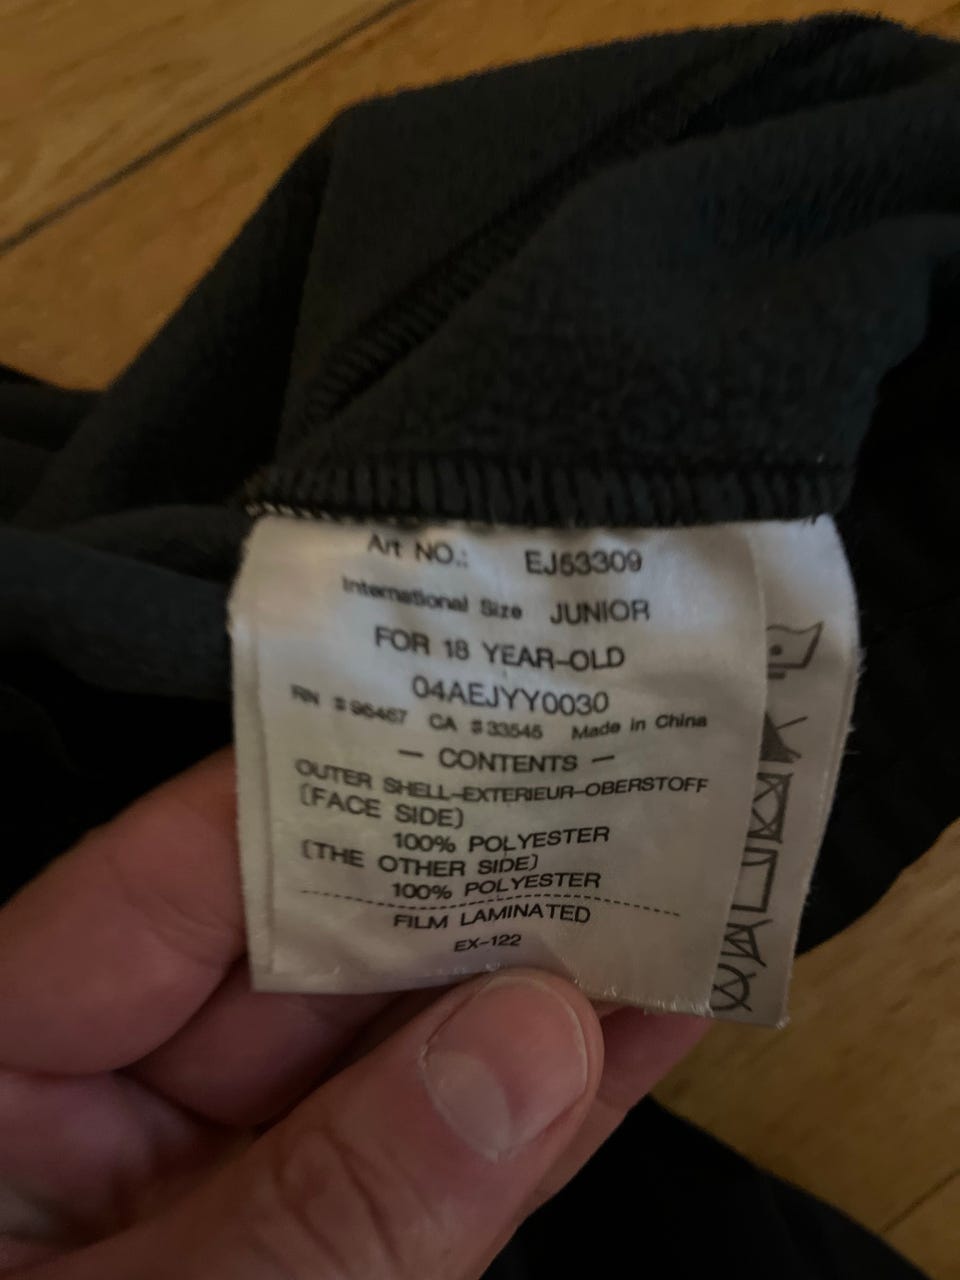 Art NO.: EJ53309
International Size JUNIOR
FOR 18 YEAR-OLD
04AEJYY0030
RN #96467 CA #33545 Made in China
— CONTENTS —
OUTER SHELL-EXTERIEUR-OBERSTOFF
(FACE SIDE)
100% POLYESTER
(THE OTHER SIDE)
100% POLYESTER
FILM LAMINATED
EX-122